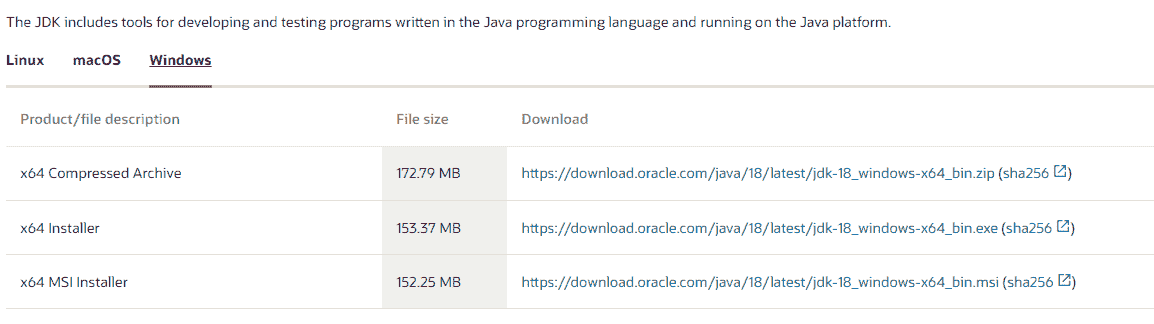 The JDK includes tools for developing and testing programs written in the Java programming language and running on the Java platform.
Linux macOS Windows
Product/file description File size Download
x64 Compressed Archive 172.79 MB https://download.oracle.com/java/18/latest/jdk-18_windows-x64_bin.zip (sha256)
x64 Installer 153.37 MB https://download.oracle.com/java/18/latest/jdk-18_windows-x64_bin.exe (sha256)
x64 MSI Installer 152.25 MB https://download.oracle.com/java/18/latest/jdk-18_windows-x64_bin.msi (sha256)